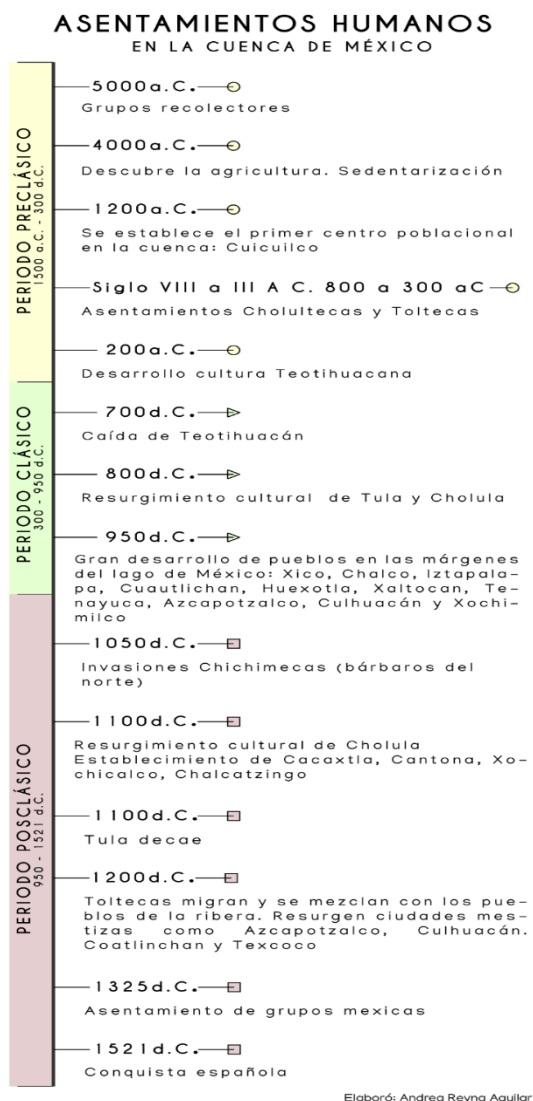 ASENTAMIENTOS HUMANOS
EN LA CUENCA DE MÉXICO
PERIODO PRECLÁSICO
1500 a.C. - 300 d.C.
5000a.C.
Grupos recolectores
4000a.C.
Descubre la agricultura. Sedentarización
1200a.C.
Se establece el primer centro poblacional
en la cuenca: Cuicuilco
Siglo VIII a III A C. 800 a 300 aC
Asentamientos Cholultecas y Toltecas
200a.C.
Desarrollo cultura Teotihuacana
PERIODO CLÁSICO
300 - 950 d.C.
700d.C.
Caída de Teotihuacán
800d.C.
Resurgimiento cultural de Tula y Cholula
950d.C.
Gran desarrollo de pueblos en las márgenes
del lago de México: Xico, Chalco, Iztapala-
pa, Cuautlichan, Huexotla, Xaltocan, Te-
nayuca, Azcapotzalco, Culhuacán y Xochi-
milco
PERIODO POSCLÁSICO
950 - 1521 d.C.
1050d.C.
Invasiones Chichimecas (bárbaros del
norte)
1100d.C.
Resurgimiento cultural de Cholula
Establecimiento de Cacaxtla, Cantona, Xo-
chicalco, Chalcatzingo
1100d.C.
Tula decae
1200d.C.
Toltecas migran y se mezclan con los pue-
blos de la ribera. Resurgen ciudades mes-
tizas como Azcapotzalco, Culhuacán.
Coatlinchan y Texcoco
1325d.C.
Asentamiento de grupos mexicas
1521d.C.
Conquista española
Elaboró: Andrea Reyna Aguilar